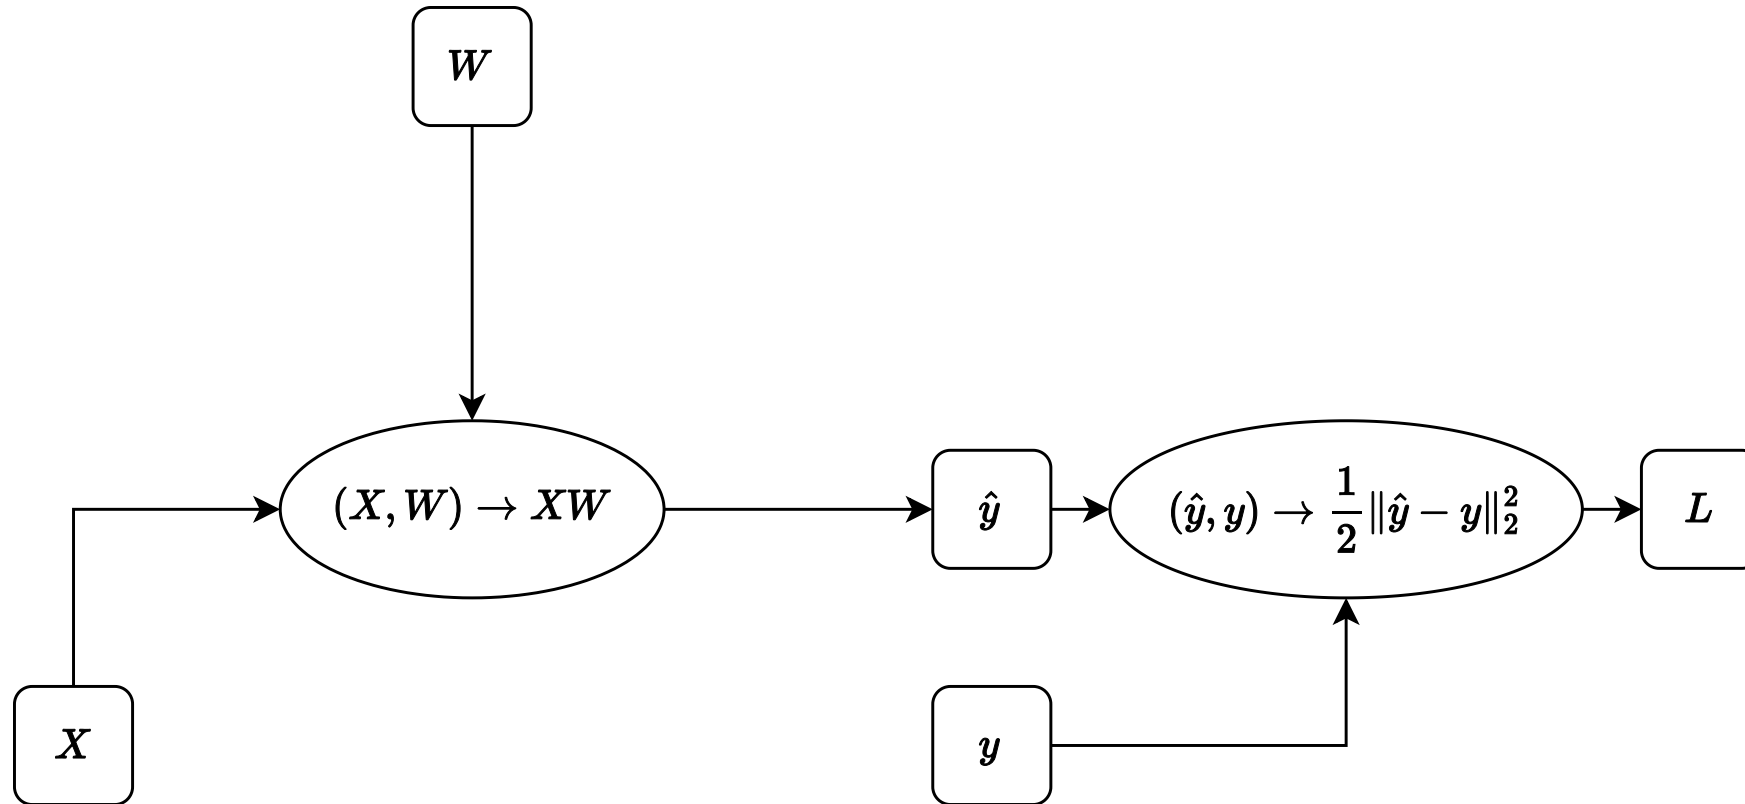 W
(X, W) → XW
ŷ
(ŷ, y) → 1/2 ‖ŷ − y‖₂²
L
X
y